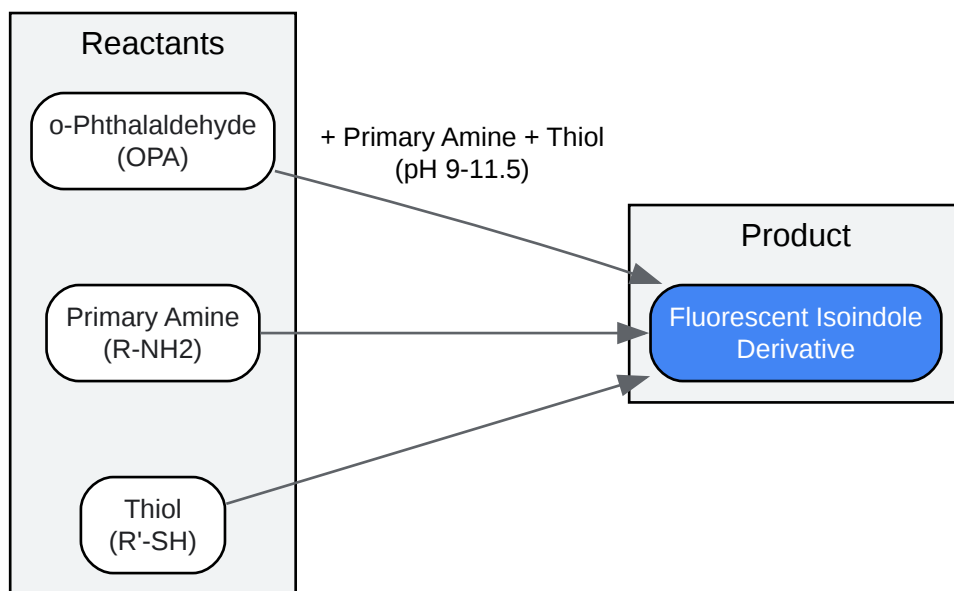 Reactants
o-Phthalaldehyde
(OPA)
+ Primary Amine + Thiol
(pH 9-11.5)
Product
Primary Amine
(R-NH2)
Fluorescent Isoindole
Derivative
Thiol
(R'-SH)